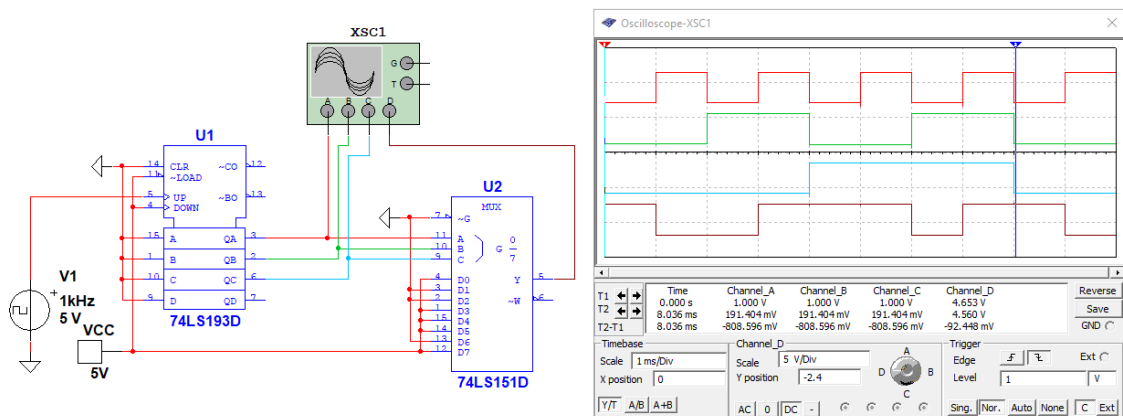 XSC1
G
T
A B C D
U1
14 CLR ~CO 12
11 ~LOAD
5 UP ~BO 13
4 DOWN
15 A QA 3
1 B QB 2
10 C QC 6
9 D QD 7
74LS193D
V1
1kHz
5 V
VCC
5V
U2
MUX
7 ~G
11 A
10 B
9 C
G 0
7
4 D0 Y 5
3 D1 ~W 6
2 D2
1 D3
15 D4
14 D5
13 D6
12 D7
74LS151D
Oscilloscope-XSC1
T1
T2
T2-T1
Time Channel_A Channel_B Channel_C Channel_D
0.000 s 1.000 V 1.000 V 1.000 V 4.653 V
8.036 ms 191.404 mV 191.404 mV 191.404 mV 4.560 V
8.036 ms -808.596 mV -808.596 mV -808.596 mV -92.448 mV
Reverse
Save
GND
Timebase
Scale 1 ms/Div
X position 0
Y/T A/B A+B
Channel_D
Scale 5 V/Div
Y position -2.4
AC 0 DC -
A
B
C
D
Trigger
Edge Ext
Level 1 V
Sing. Nor. Auto None C Ext